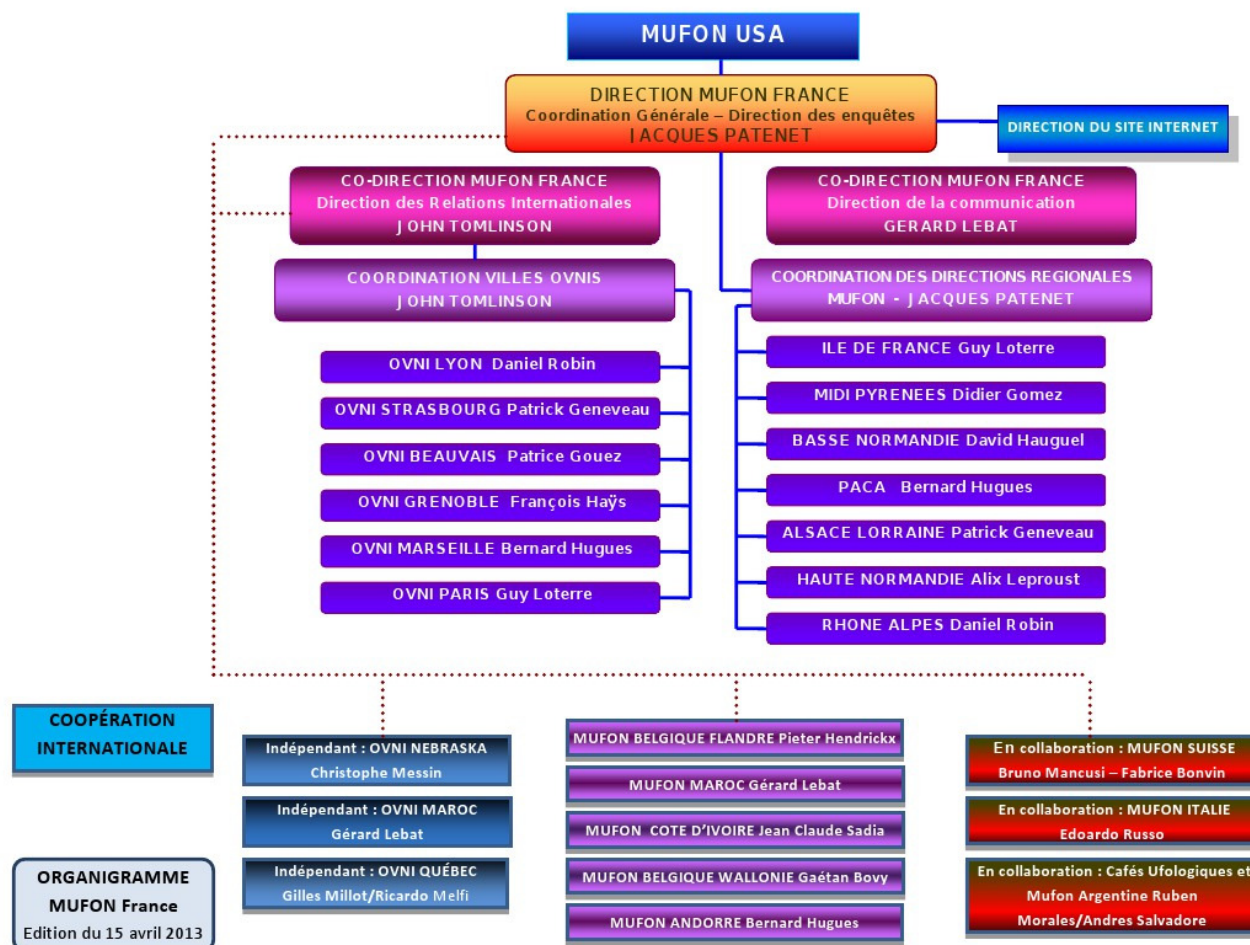 MUFON USA
DIRECTION MUFON FRANCE
Coordination Générale – Direction des enquêtes
JACQUES PATENET
DIRECTION DU SITE INTERNET
CO-DIRECTION MUFON FRANCE
Direction des Relations Internationales
JOHN TOMLINSON
CO-DIRECTION MUFON FRANCE
Direction de la communication
GERARD LEBAT
COORDINATION VILLES OVNIS
JOHN TOMLINSON
COORDINATION DES DIRECTIONS REGIONALES
MUFON - JACQUES PATENET
OVNI LYON Daniel Robin
OVNI STRASBOURG Patrick Geneveau
OVNI BEAUVAIS Patrice Gouez
OVNI GRENOBLE François Haÿs
OVNI MARSEILLE Bernard Hugues
OVNI PARIS Guy Loterre
ILE DE FRANCE Guy Loterre
MIDI PYRENEES Didier Gomez
BASSE NORMANDIE David Hauguel
PACA Bernard Hugues
ALSACE LORRAINE Patrick Geneveau
HAUTE NORMANDIE Alix Leproust
RHONE ALPES Daniel Robin
COOPÉRATION
INTERNATIONALE
Indépendant : OVNI NEBRASKA
Christophe Messin
Indépendant : OVNI MAROC
Gérard Lebat
Indépendant : OVNI QUÉBEC
Gilles Millot/Ricardo Melfi
MUFON BELGIQUE FLANDRE Pieter Hendrickx
MUFON MAROC Gérard Lebat
MUFON COTE D'IVOIRE Jean Claude Sadia
MUFON BELGIQUE WALLONIE Gaétan Bovy
MUFON ANDORRE Bernard Hugues
En collaboration : MUFON SUISSE
Bruno Mancusi – Fabrice Bonvin
En collaboration : MUFON ITALIE
Edoardo Russo
En collaboration : Cafés Ufologiques et
Mufon Argentine Ruben
Morales/Andres Salvadore
ORGANIGRAMME
MUFON France
Edition du 15 avril 2013